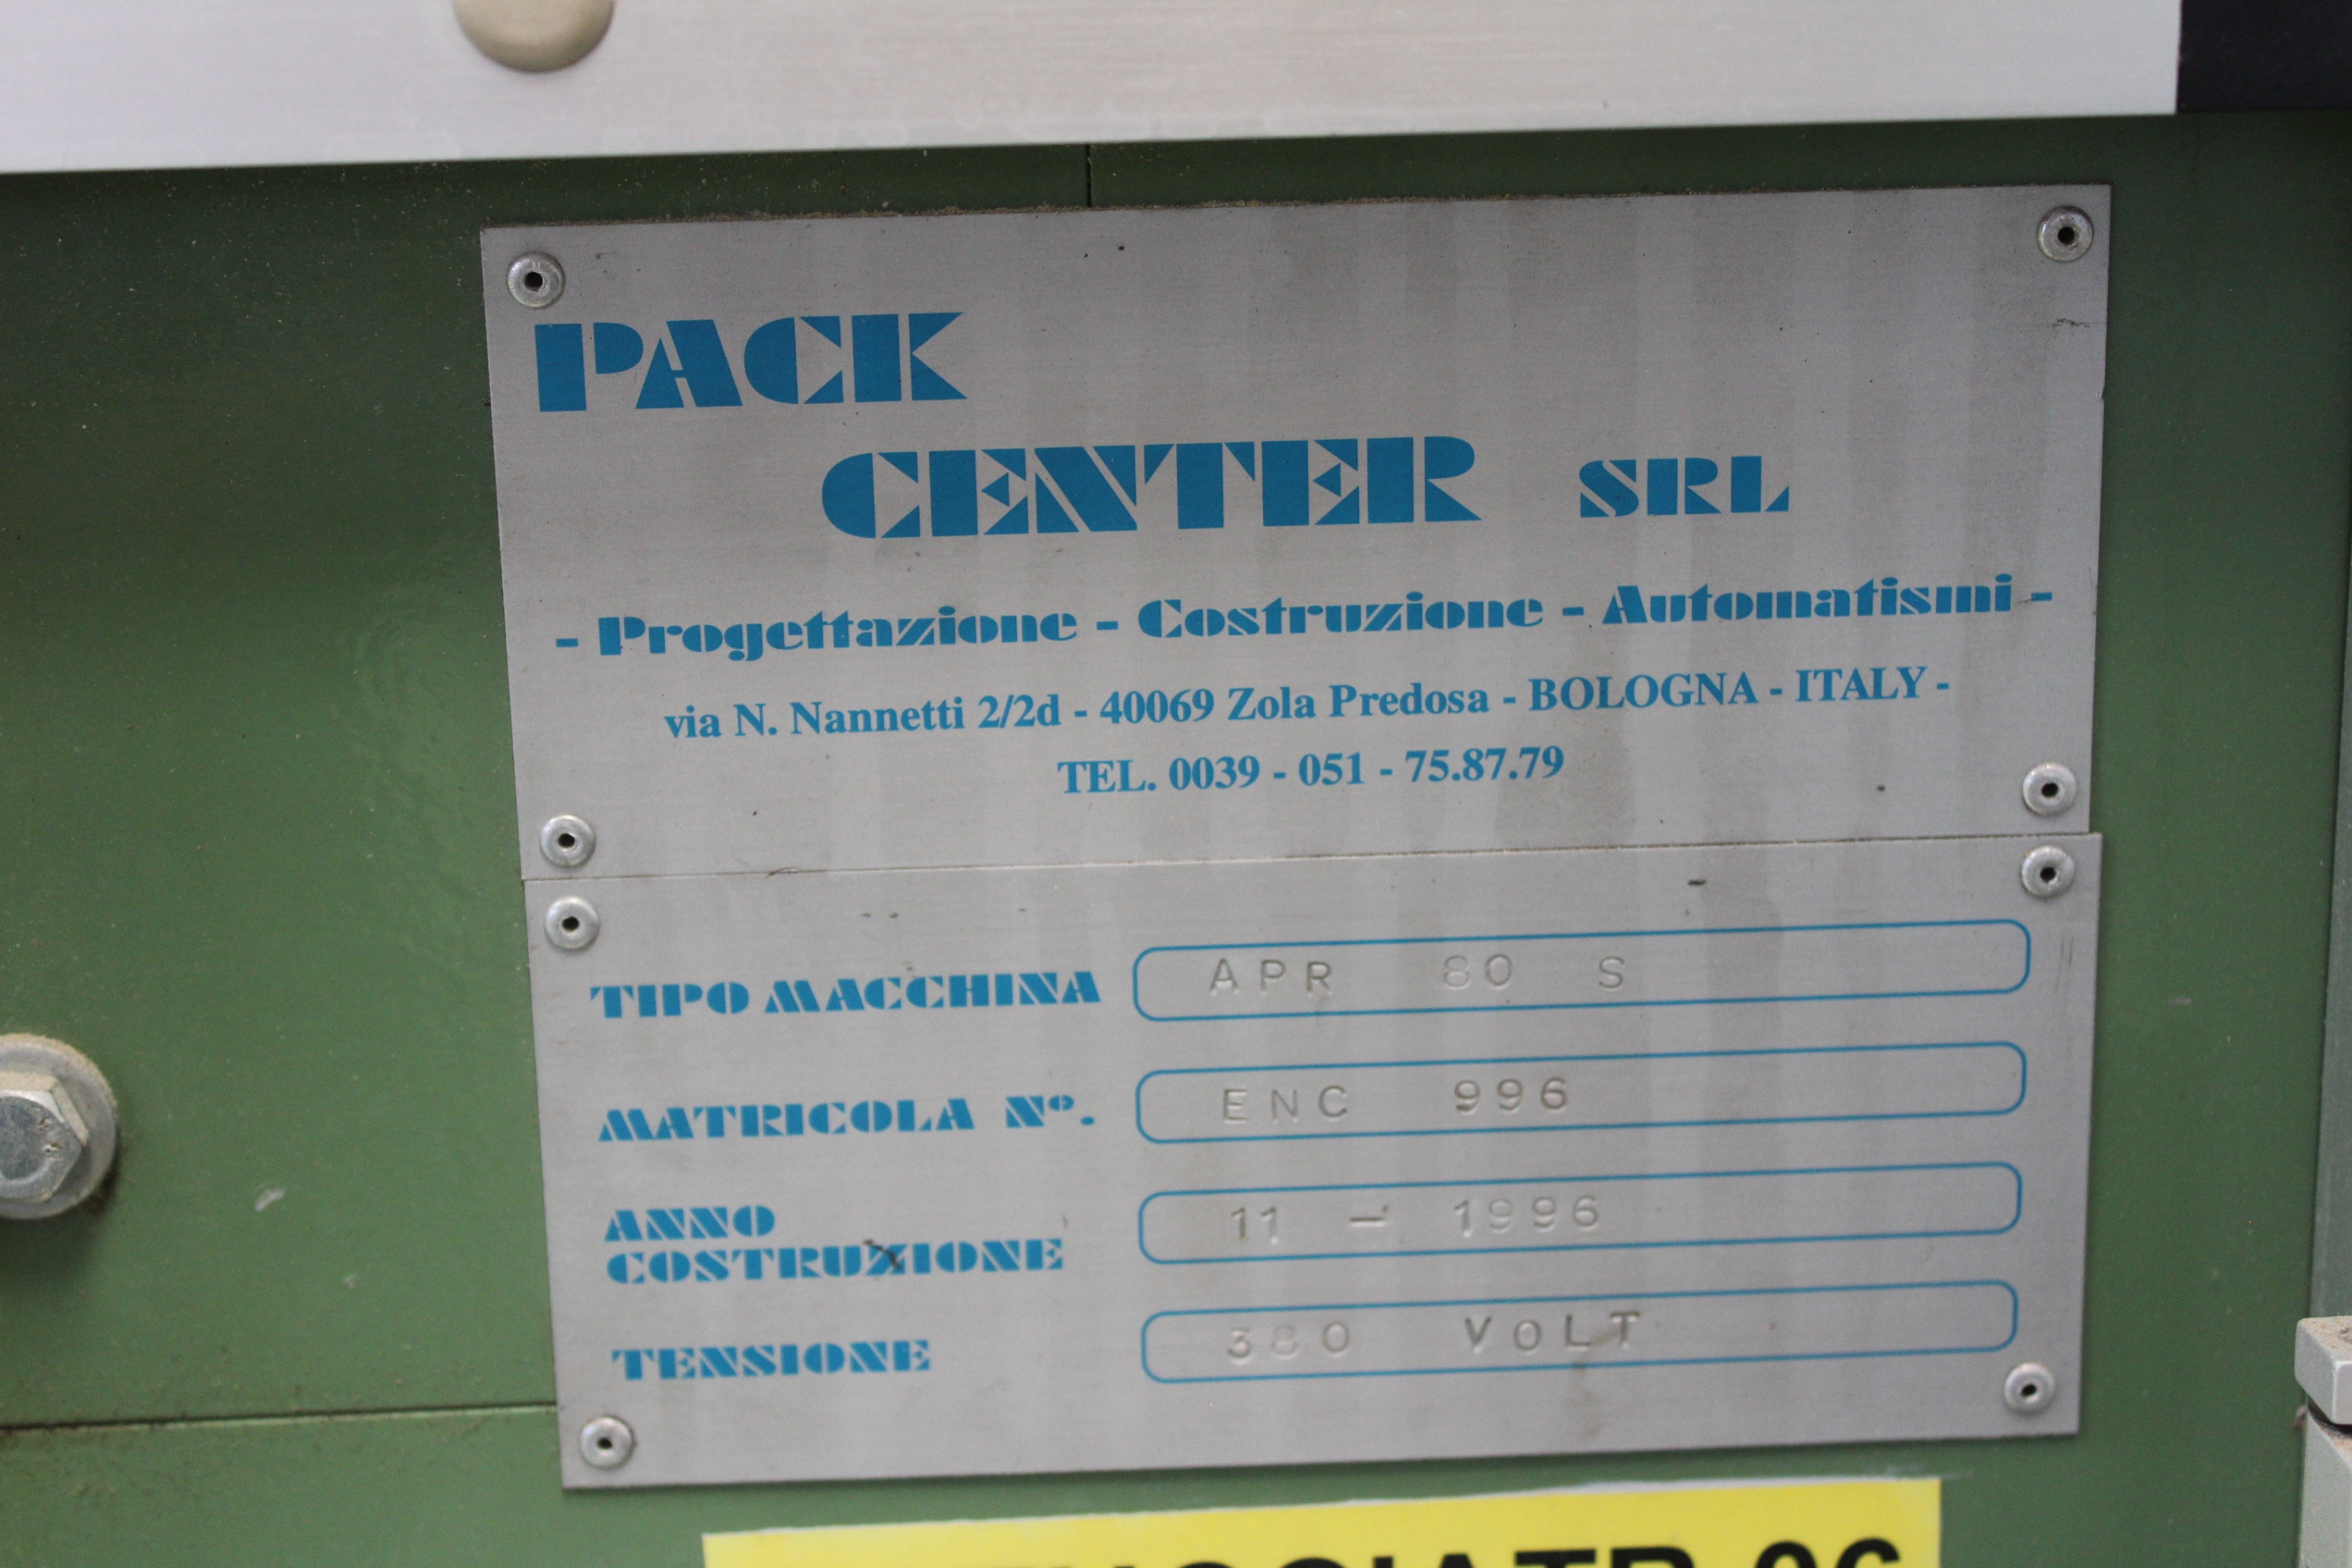 PACK
CENTER SRL
- Progettazione - Costruzione - Automatismi -
via N. Nannetti 2/2d - 40069 Zola Predosa - BOLOGNA - ITALY -
TEL. 0039 - 051 - 75.87.79
TIPO MACCHINA APR 80 S
MATRICOLA N°. ENC 996
ANNO COSTRUZIONE 11 - 1996
TENSIONE 380 VOLT